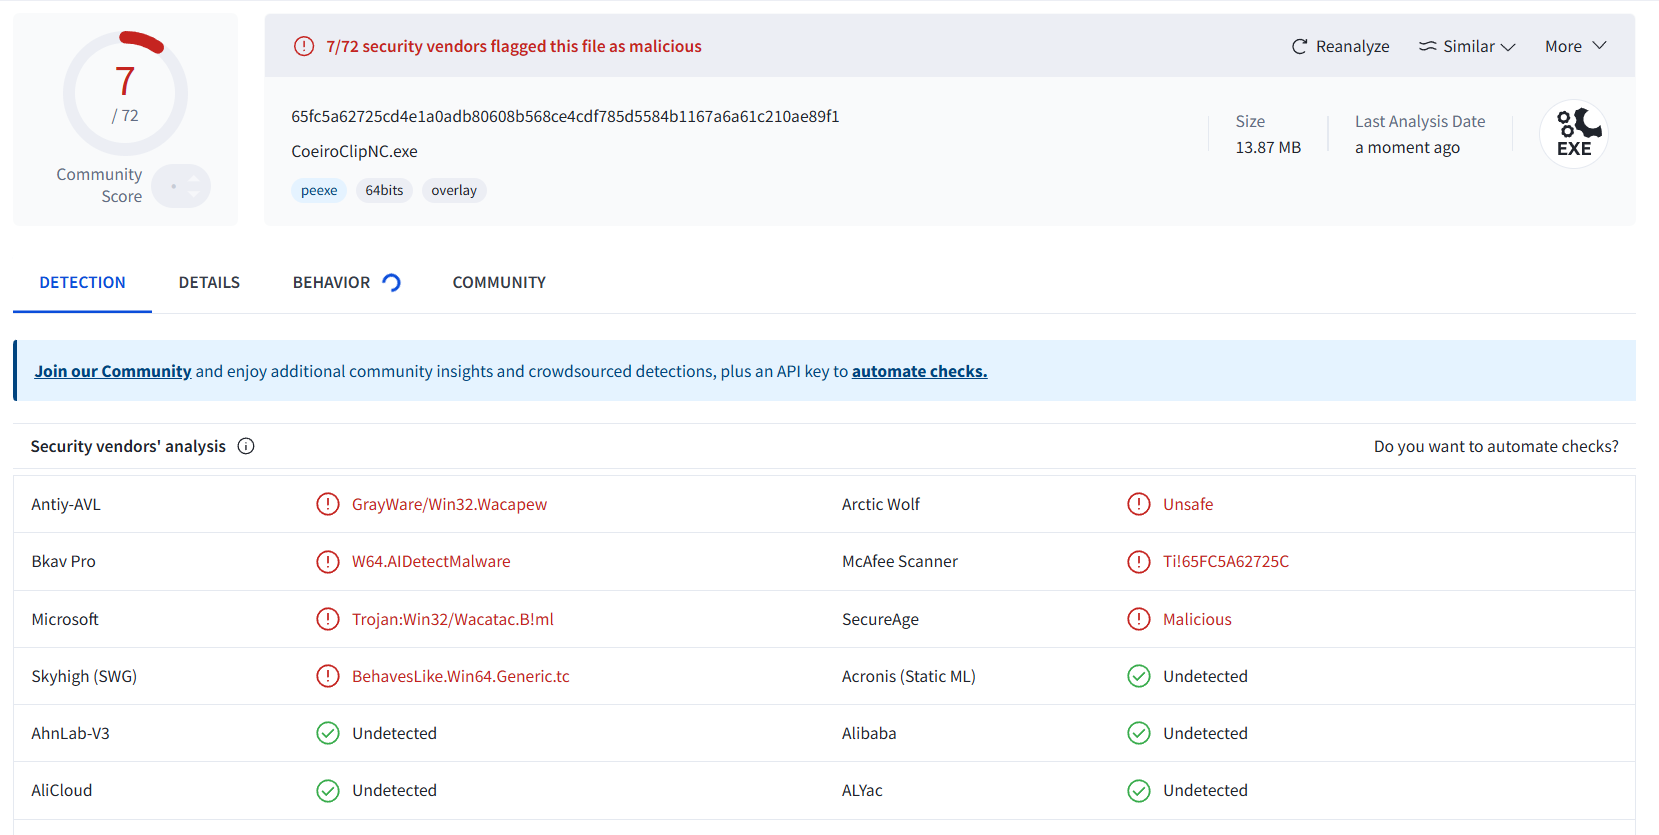 7
/ 72
Community
Score
7/72 security vendors flagged this file as malicious
Reanalyze
Similar
More
65fc5a62725cd4e1a0adb80608b568ce4cdf785d5584b1167a6a61c210ae89f1
CoeiroClipNC.exe
peexe 64bits overlay
Size
13.87 MB
Last Analysis Date
a moment ago
EXE
DETECTION DETAILS BEHAVIOR COMMUNITY
Join our Community and enjoy additional community insights and crowdsourced detections, plus an API key to automate checks.
Security vendors' analysis Do you want to automate checks?
Antiy-AVL GrayWare/Win32.Wacapew Arctic Wolf Unsafe
Bkav Pro W64.AIDetectMalware McAfee Scanner Ti!65FC5A62725C
Microsoft Trojan:Win32/Wacatac.B!ml SecureAge Malicious
Skyhigh (SWG) BehavesLike.Win64.Generic.tc Acronis (Static ML) Undetected
AhnLab-V3 Undetected Alibaba Undetected
AliCloud Undetected ALYac Undetected